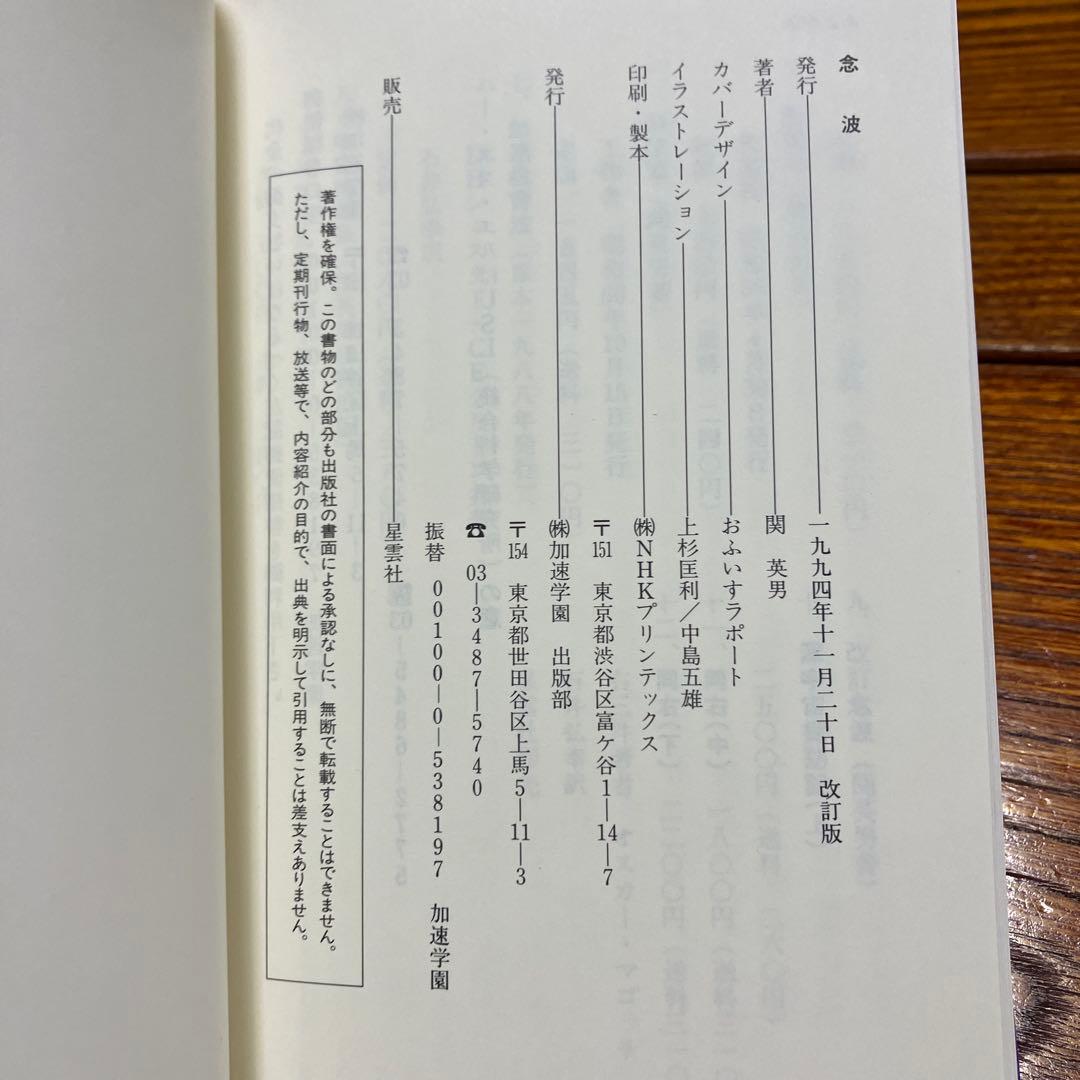 念波
発行 一九九四年十一月二十日 改訂版
著者 関 英男
カバーデザイン おふいすラポート
イラストレーション 上杉匡利／中島五雄
印刷・製本 ㈱NHKプリンテックス
〒151 東京都渋谷区富ケ谷1―14―7
発行 ㈱加速学園 出版部
〒154 東京都世田谷区上馬5―11―3
☎ 03―3487―5740
振替 00100―0―538197 加速学園
販売 星雲社
著作権を確保。この書物のどの部分も出版社の書面による承認なしに、無断で転載することはできません。
ただし、定期刊行物、放送等で、内容紹介の目的で、出典を明示して引用することは差支えありません。